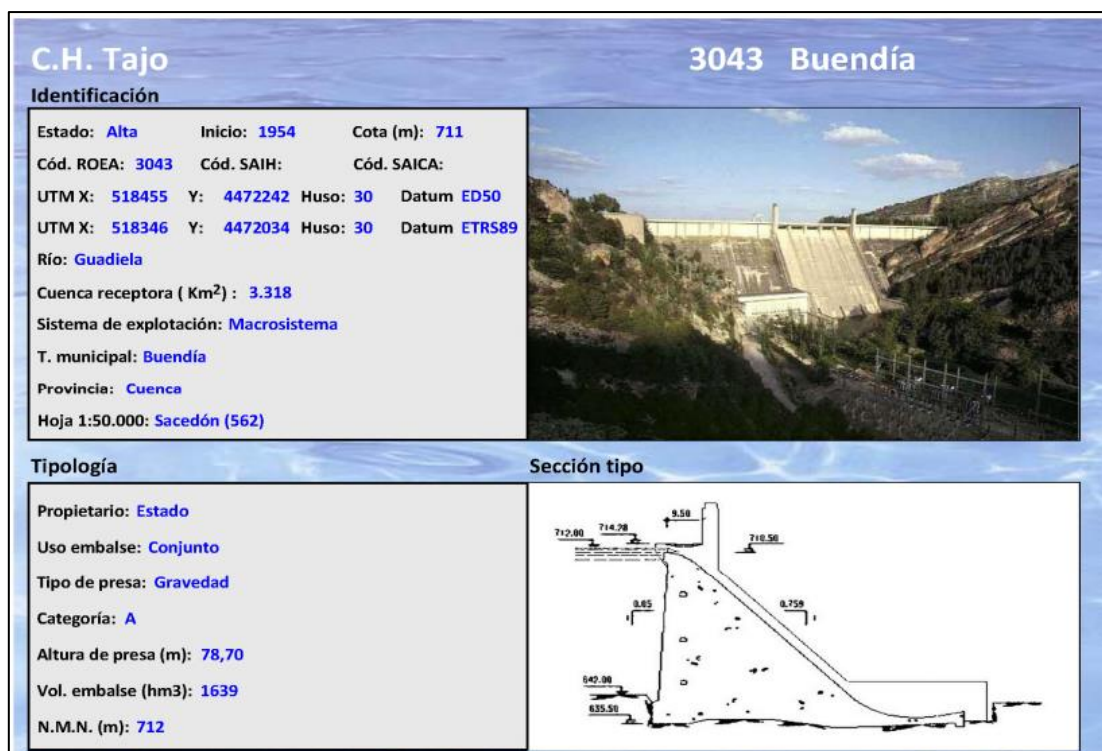 C.H. Tajo
3043 Buendía
Identificación
Estado: Alta Inicio: 1954 Cota (m): 711
Cód. ROEA: 3043 Cód. SAIH: Cód. SAICA:
UTM X: 518455 Y: 4472242 Huso: 30 Datum ED50
UTM X: 518346 Y: 4472034 Huso: 30 Datum ETRS89
Río: Guadiela
Cuenca receptora ( Km²) : 3.318
Sistema de explotación: Macrosistema
T. municipal: Buendía
Provincia: Cuenca
Hoja 1:50.000: Sacedón (562)
Tipología
Propietario: Estado
Uso embalse: Conjunto
Tipo de presa: Gravedad
Categoría: A
Altura de presa (m): 78,70
Vol. embalse (hm3): 1639
N.M.N. (m): 712
Sección tipo
9.50
712.00 714.28 710.50
0.05 0.759
1 1
642.00
635.50